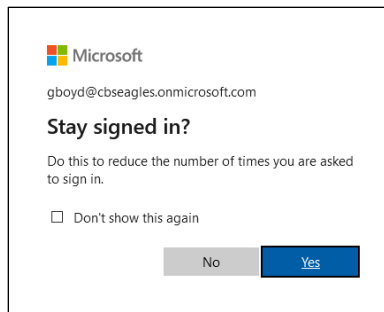 Microsoft
gboyd@cbseagles.onmicrosoft.com
Stay signed in?
Do this to reduce the number of times you are asked
to sign in.
Don't show this again
No
Yes